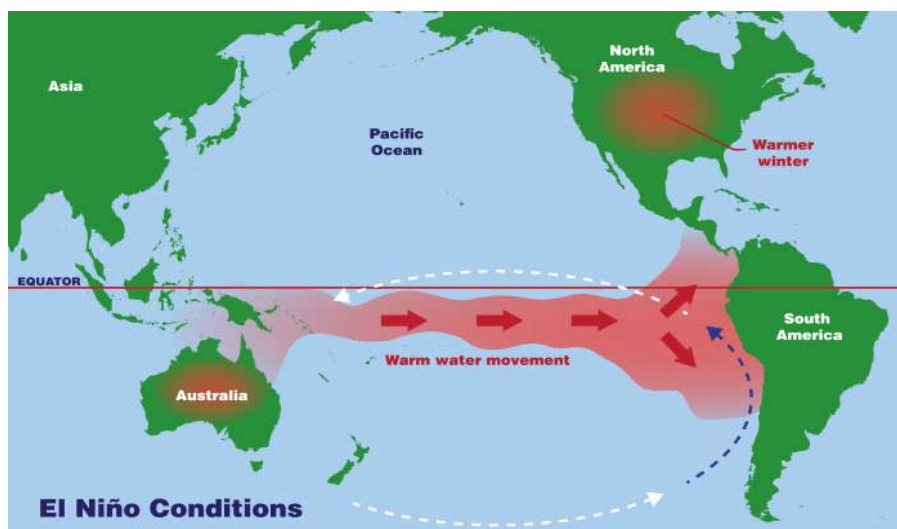 North
America
Asia
Pacific
Ocean
Warmer
winter
EQUATOR
South
America
Warm water movement
Australia
El Niño Conditions